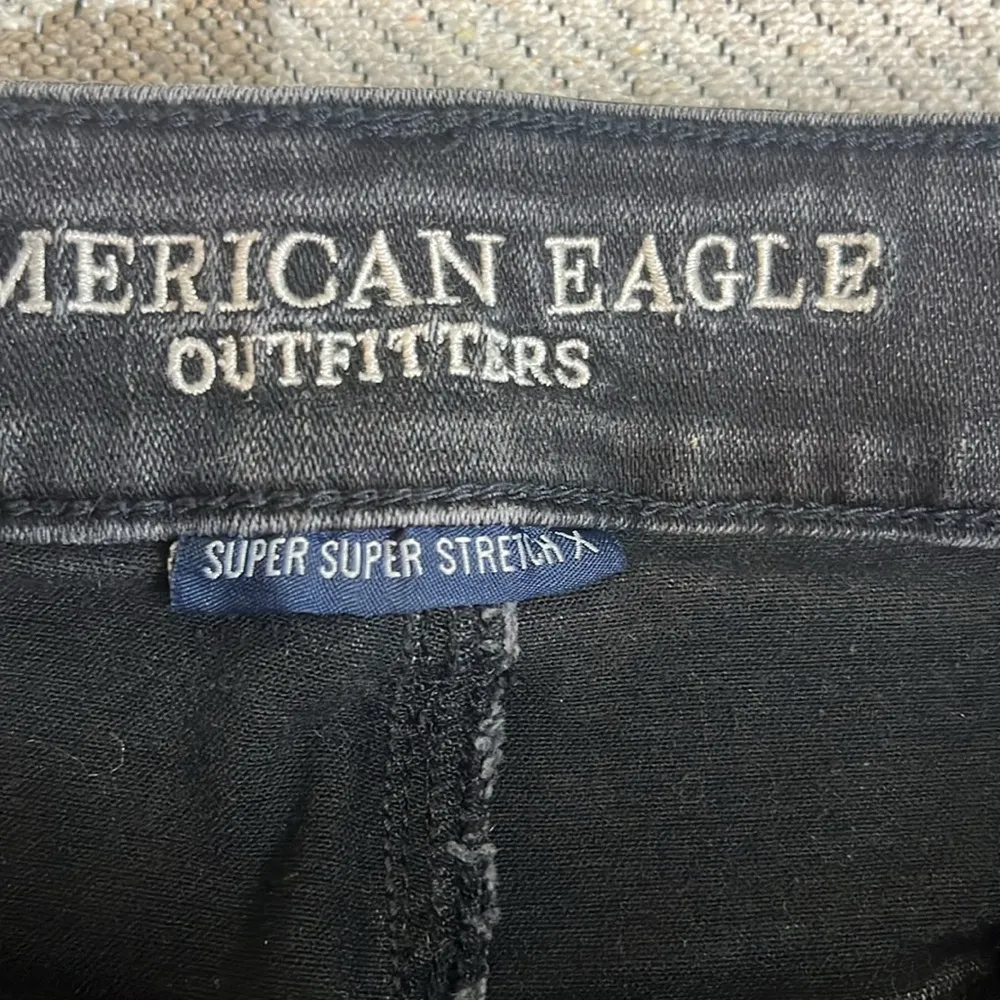 MERICAN EAGLE
OUTFITTERS
SUPER SUPER STRETCH X